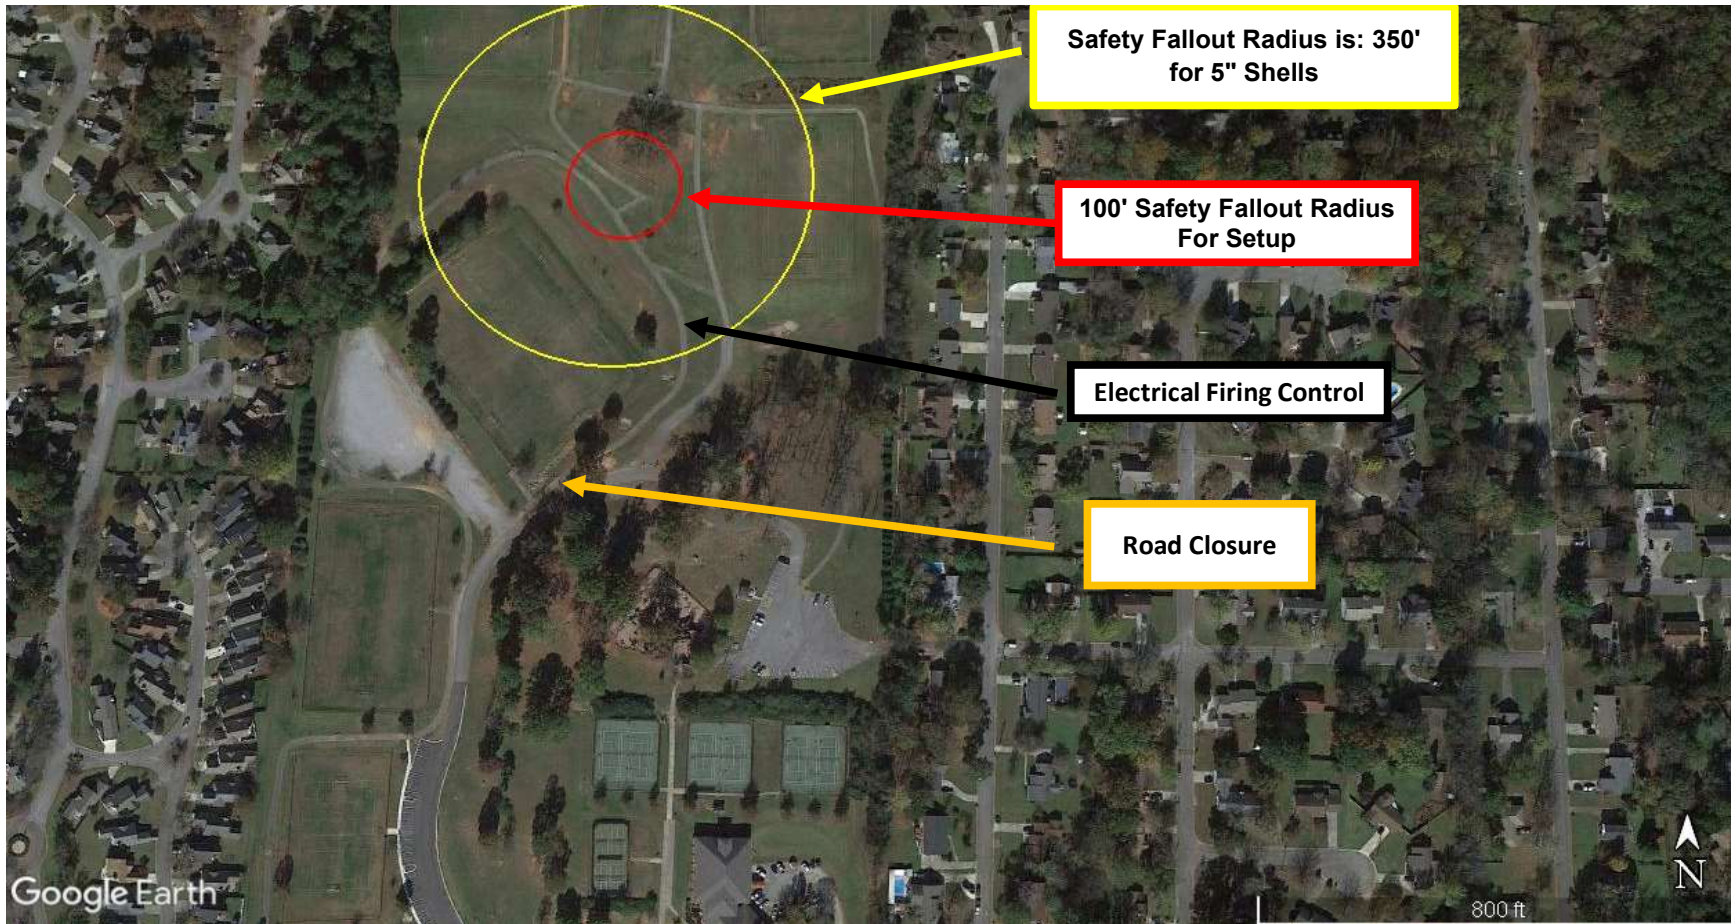 Safety Fallout Radius is: 350'
for 5" Shells
100' Safety Fallout Radius
For Setup
Electrical Firing Control
Road Closure
Google Earth
N
800 ft